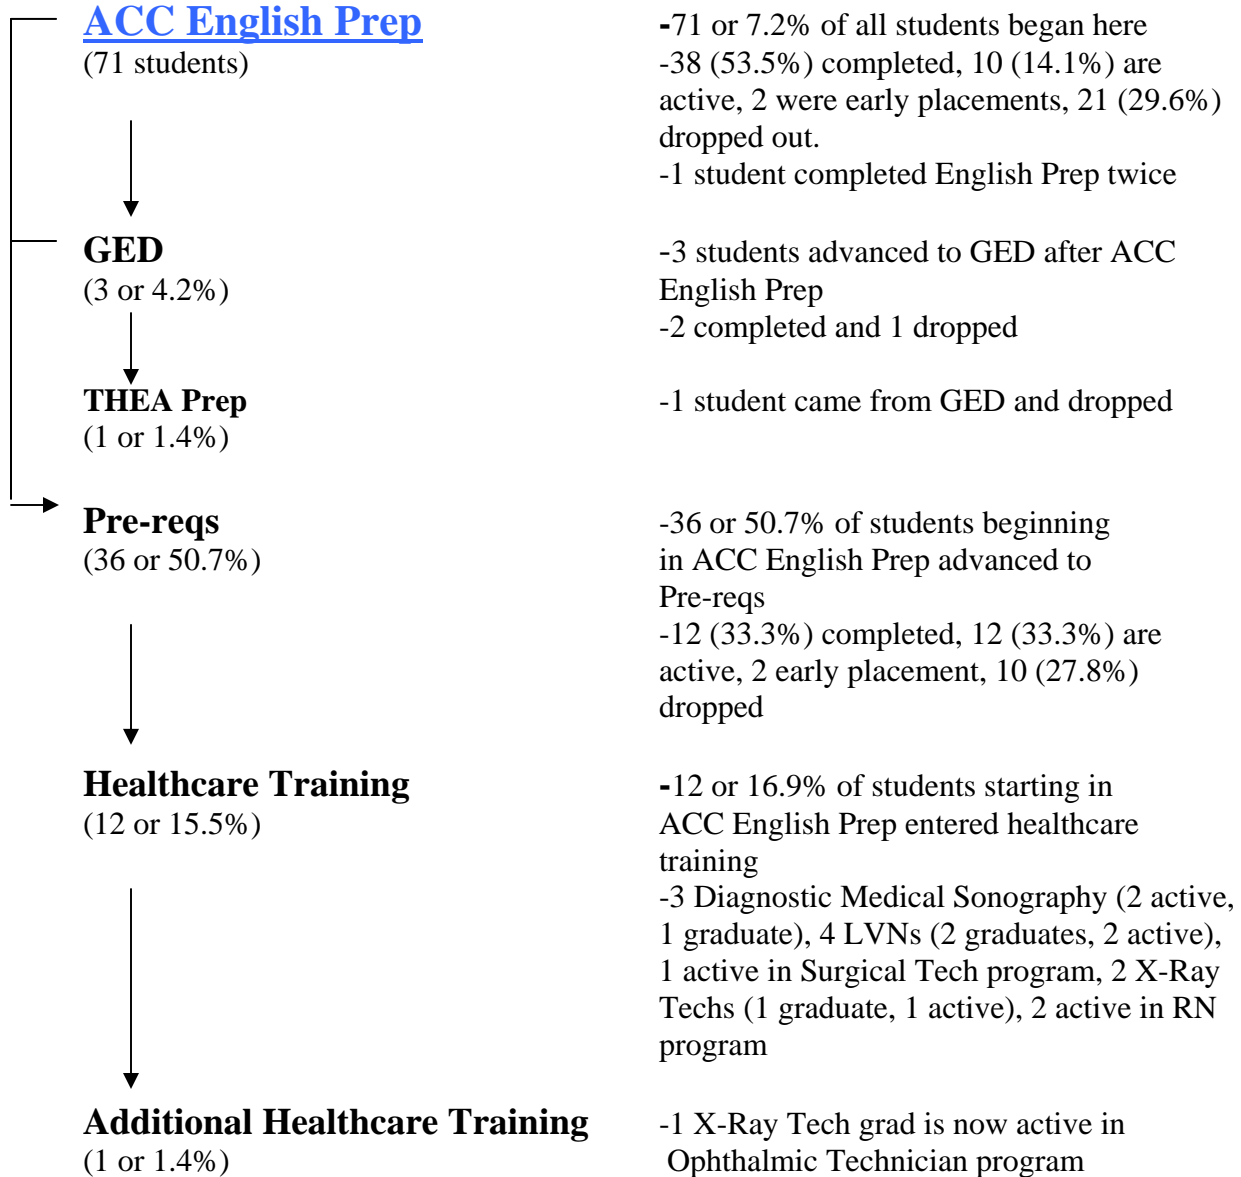 ACC English Prep
(71 students)
-71 or 7.2% of all students began here
-38 (53.5%) completed, 10 (14.1%) are
active, 2 were early placements, 21 (29.6%)
dropped out.
-1 student completed English Prep twice
GED
(3 or 4.2%)
-3 students advanced to GED after ACC
English Prep
-2 completed and 1 dropped
THEA Prep
(1 or 1.4%)
-1 student came from GED and dropped
Pre-reqs
(36 or 50.7%)
-36 or 50.7% of students beginning
in ACC English Prep advanced to
Pre-reqs
-12 (33.3%) completed, 12 (33.3%) are
active, 2 early placement, 10 (27.8%)
dropped
Healthcare Training
(12 or 15.5%)
-12 or 16.9% of students starting in
ACC English Prep entered healthcare
training
-3 Diagnostic Medical Sonography (2 active,
1 graduate), 4 LVNs (2 graduates, 2 active),
1 active in Surgical Tech program, 2 X-Ray
Techs (1 graduate, 1 active), 2 active in RN
program
Additional Healthcare Training
(1 or 1.4%)
-1 X-Ray Tech grad is now active in
Ophthalmic Technician program